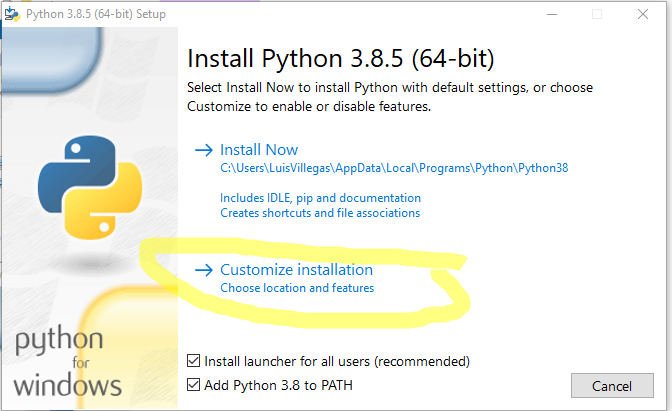 Python 3.8.5 (64-bit) Setup
Install Python 3.8.5 (64-bit)
Select Install Now to install Python with default settings, or choose
Customize to enable or disable features.
Install Now
C:\Users\LuisVillegas\AppData\Local\Programs\Python\Python38
Includes IDLE, pip and documentation
Creates shortcuts and file associations
Customize installation
Choose location and features
python
for
windows
Install launcher for all users (recommended)
Add Python 3.8 to PATH
Cancel